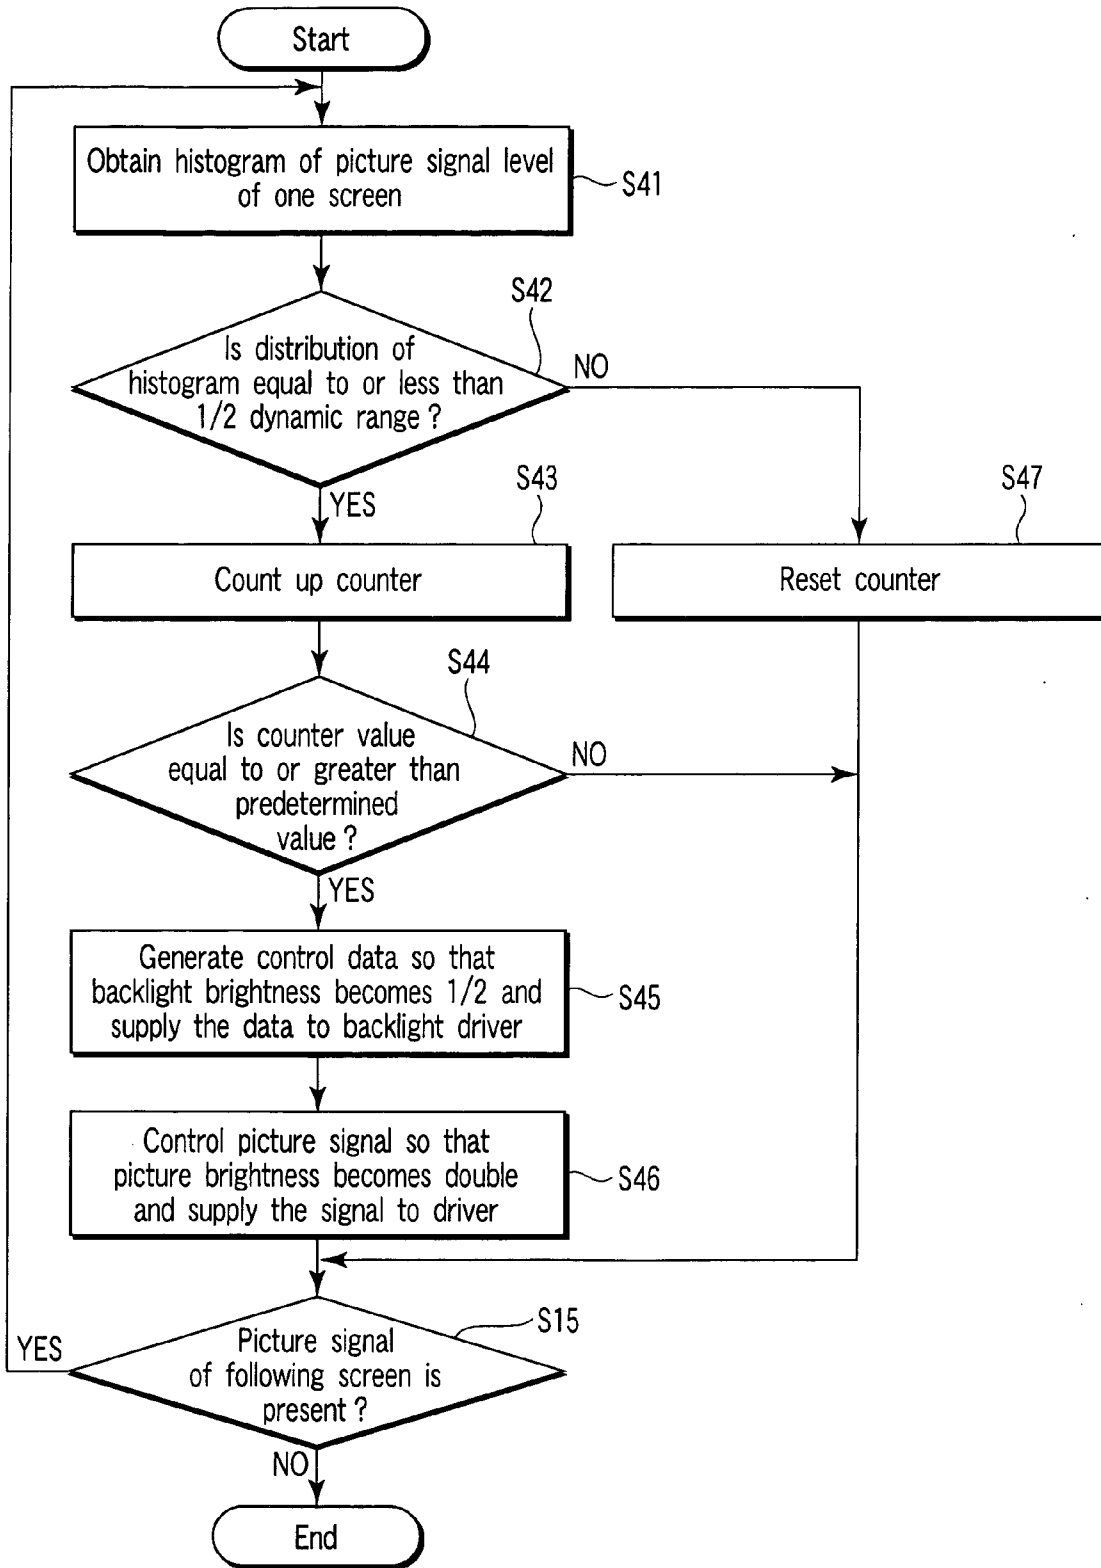 Start
Obtain histogram of picture signal level
of one screen
S41
S42
Is distribution of
histogram equal to or less than
1/2 dynamic range ?
NO
YES
S43
Count up counter
S47
Reset counter
S44
Is counter value
equal to or greater than
predetermined
value ?
NO
YES
Generate control data so that
backlight brightness becomes 1/2 and
supply the data to backlight driver
S45
Control picture signal so that
picture brightness becomes double
and supply the signal to driver
S46
S15
Picture signal
of following screen is
present ?
YES
NO
End